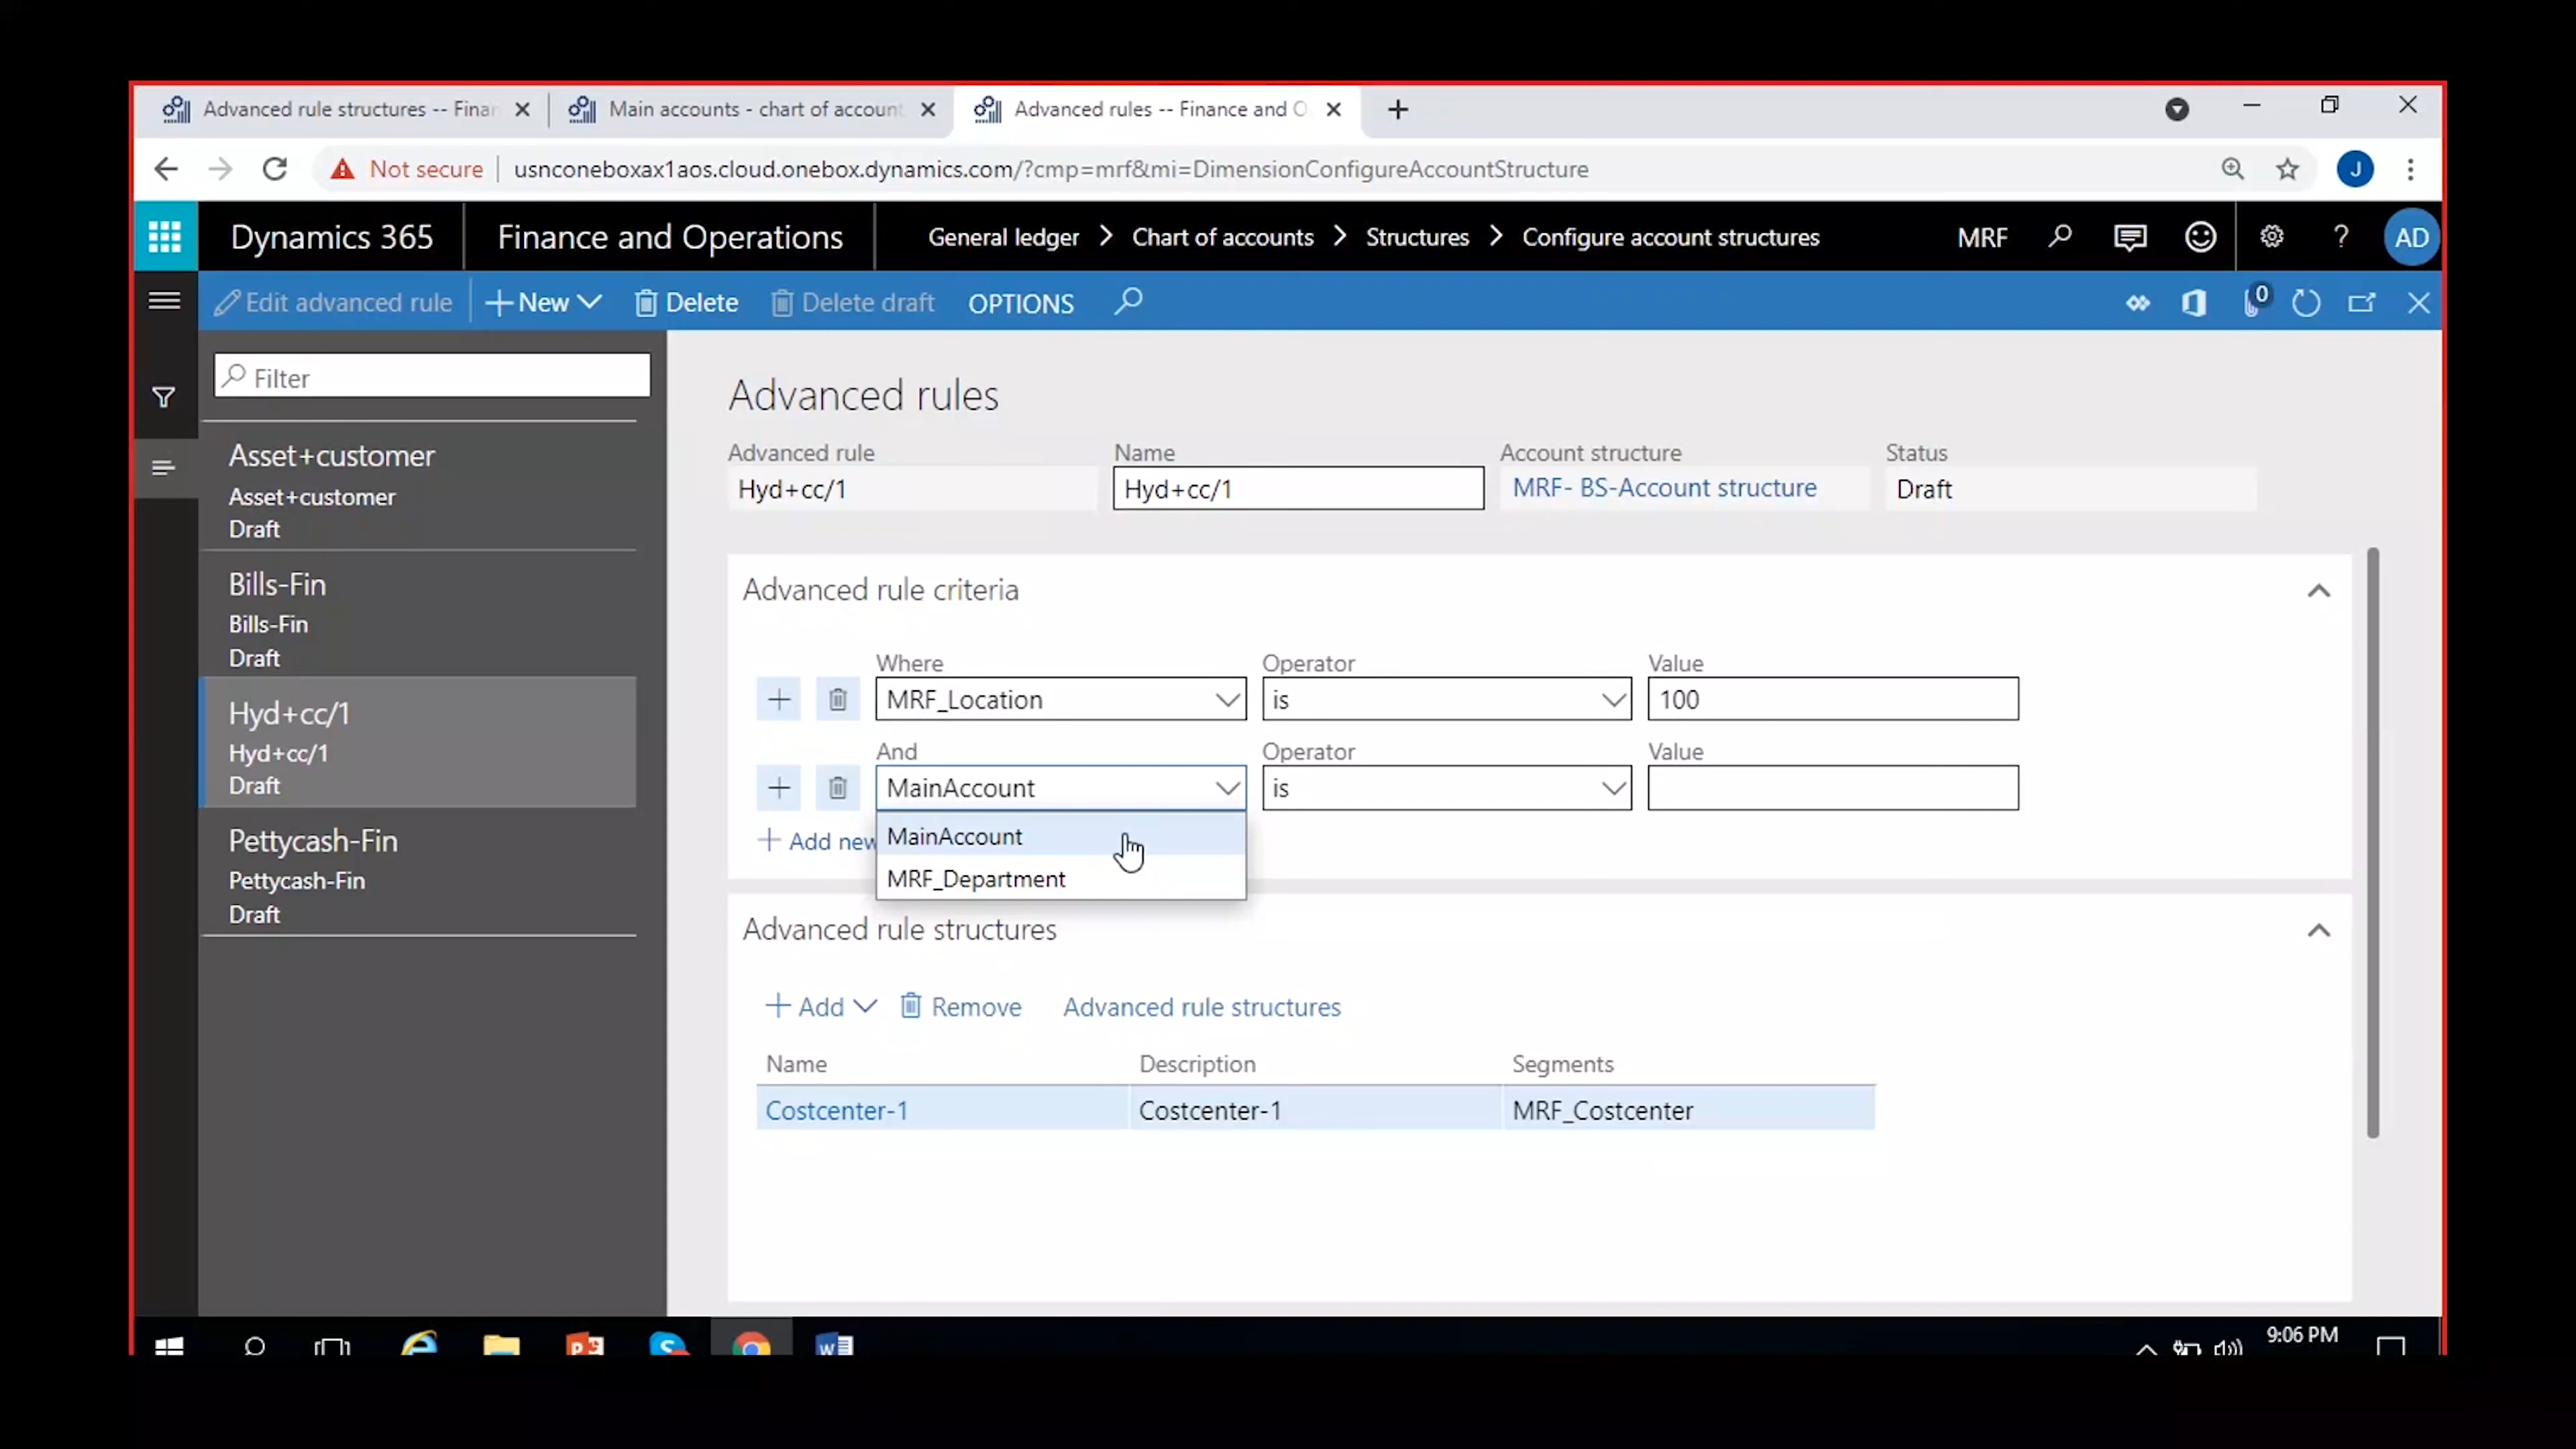 Advanced rule structures -- Finan
Main accounts - chart of account
Advanced rules -- Finance and O
Not secure
usnconeboxax1aos.cloud.onebox.dynamics.com/?cmp=mrf&mi=DimensionConfigureAccountStructure
J
Dynamics 365
Finance and Operations
General ledger > Chart of accounts > Structures > Configure account structures
MRF
?
AD
Edit advanced rule
+ New
Delete
Delete draft
OPTIONS
0
Filter
Asset+customer
Asset+customer
Draft
Bills-Fin
Bills-Fin
Draft
Hyd+cc/1
Hyd+cc/1
Draft
Pettycash-Fin
Pettycash-Fin
Draft
Advanced rules
Advanced rule Name Account structure Status
Hyd+cc/1 Hyd+cc/1 MRF- BS-Account structure Draft
Advanced rule criteria
Where Operator Value
MRF_Location is 100
And Operator Value
MainAccount is
+ Add new
MainAccount
MRF_Department
Advanced rule structures
+ Add Remove Advanced rule structures
Name Description Segments
Costcenter-1 Costcenter-1 MRF_Costcenter
9:06 PM